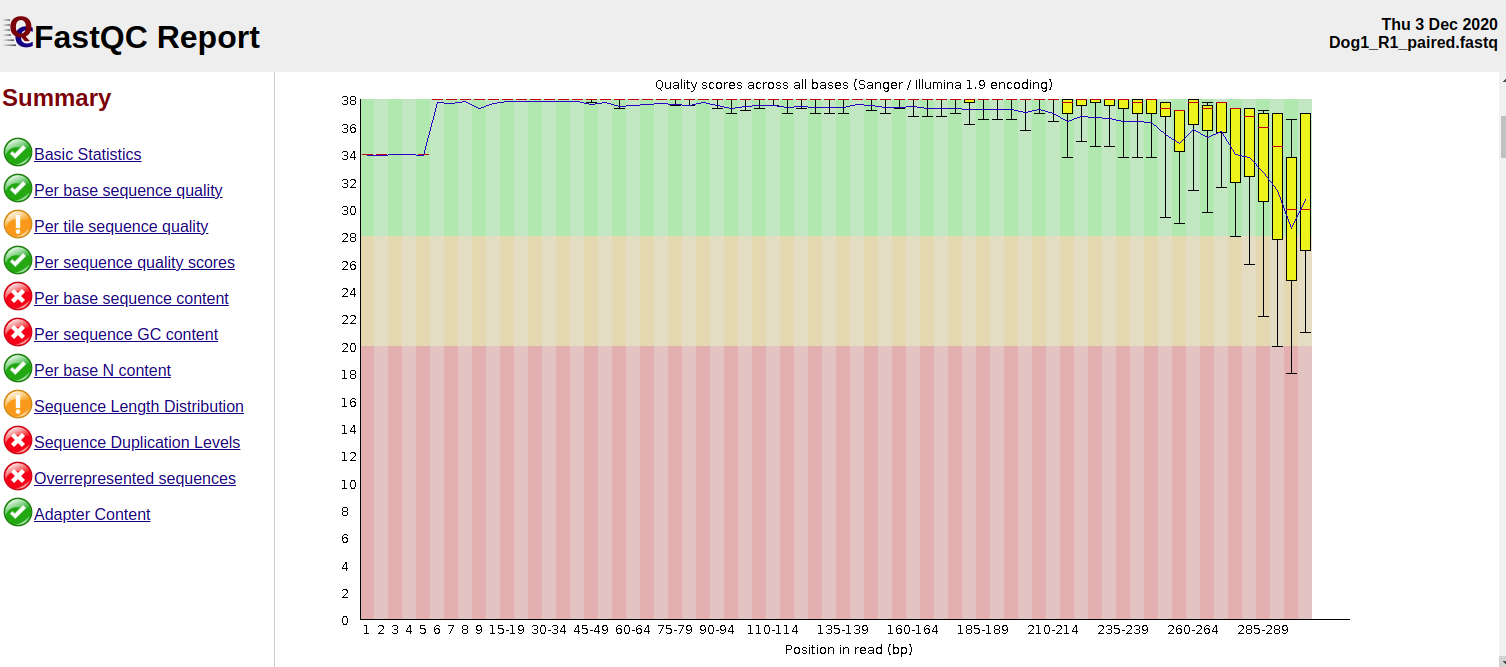 FastQC Report
Thu 3 Dec 2020
Dog1_R1_paired.fastq
Summary
Basic Statistics
Per base sequence quality
Per tile sequence quality
Per sequence quality scores
Per base sequence content
Per sequence GC content
Per base N content
Sequence Length Distribution
Sequence Duplication Levels
Overrepresented sequences
Adapter Content
Quality scores across all bases (Sanger / Illumina 1.9 encoding)
38
36
34
32
30
28
26
24
22
20
18
16
14
12
10
8
6
4
2
0
1 2 3 4 5 6 7 8 9 15-19 30-34 45-49 60-64 75-79 90-94 110-114 135-139 160-164 185-189 210-214 235-239 260-264 285-289
Position in read (bp)